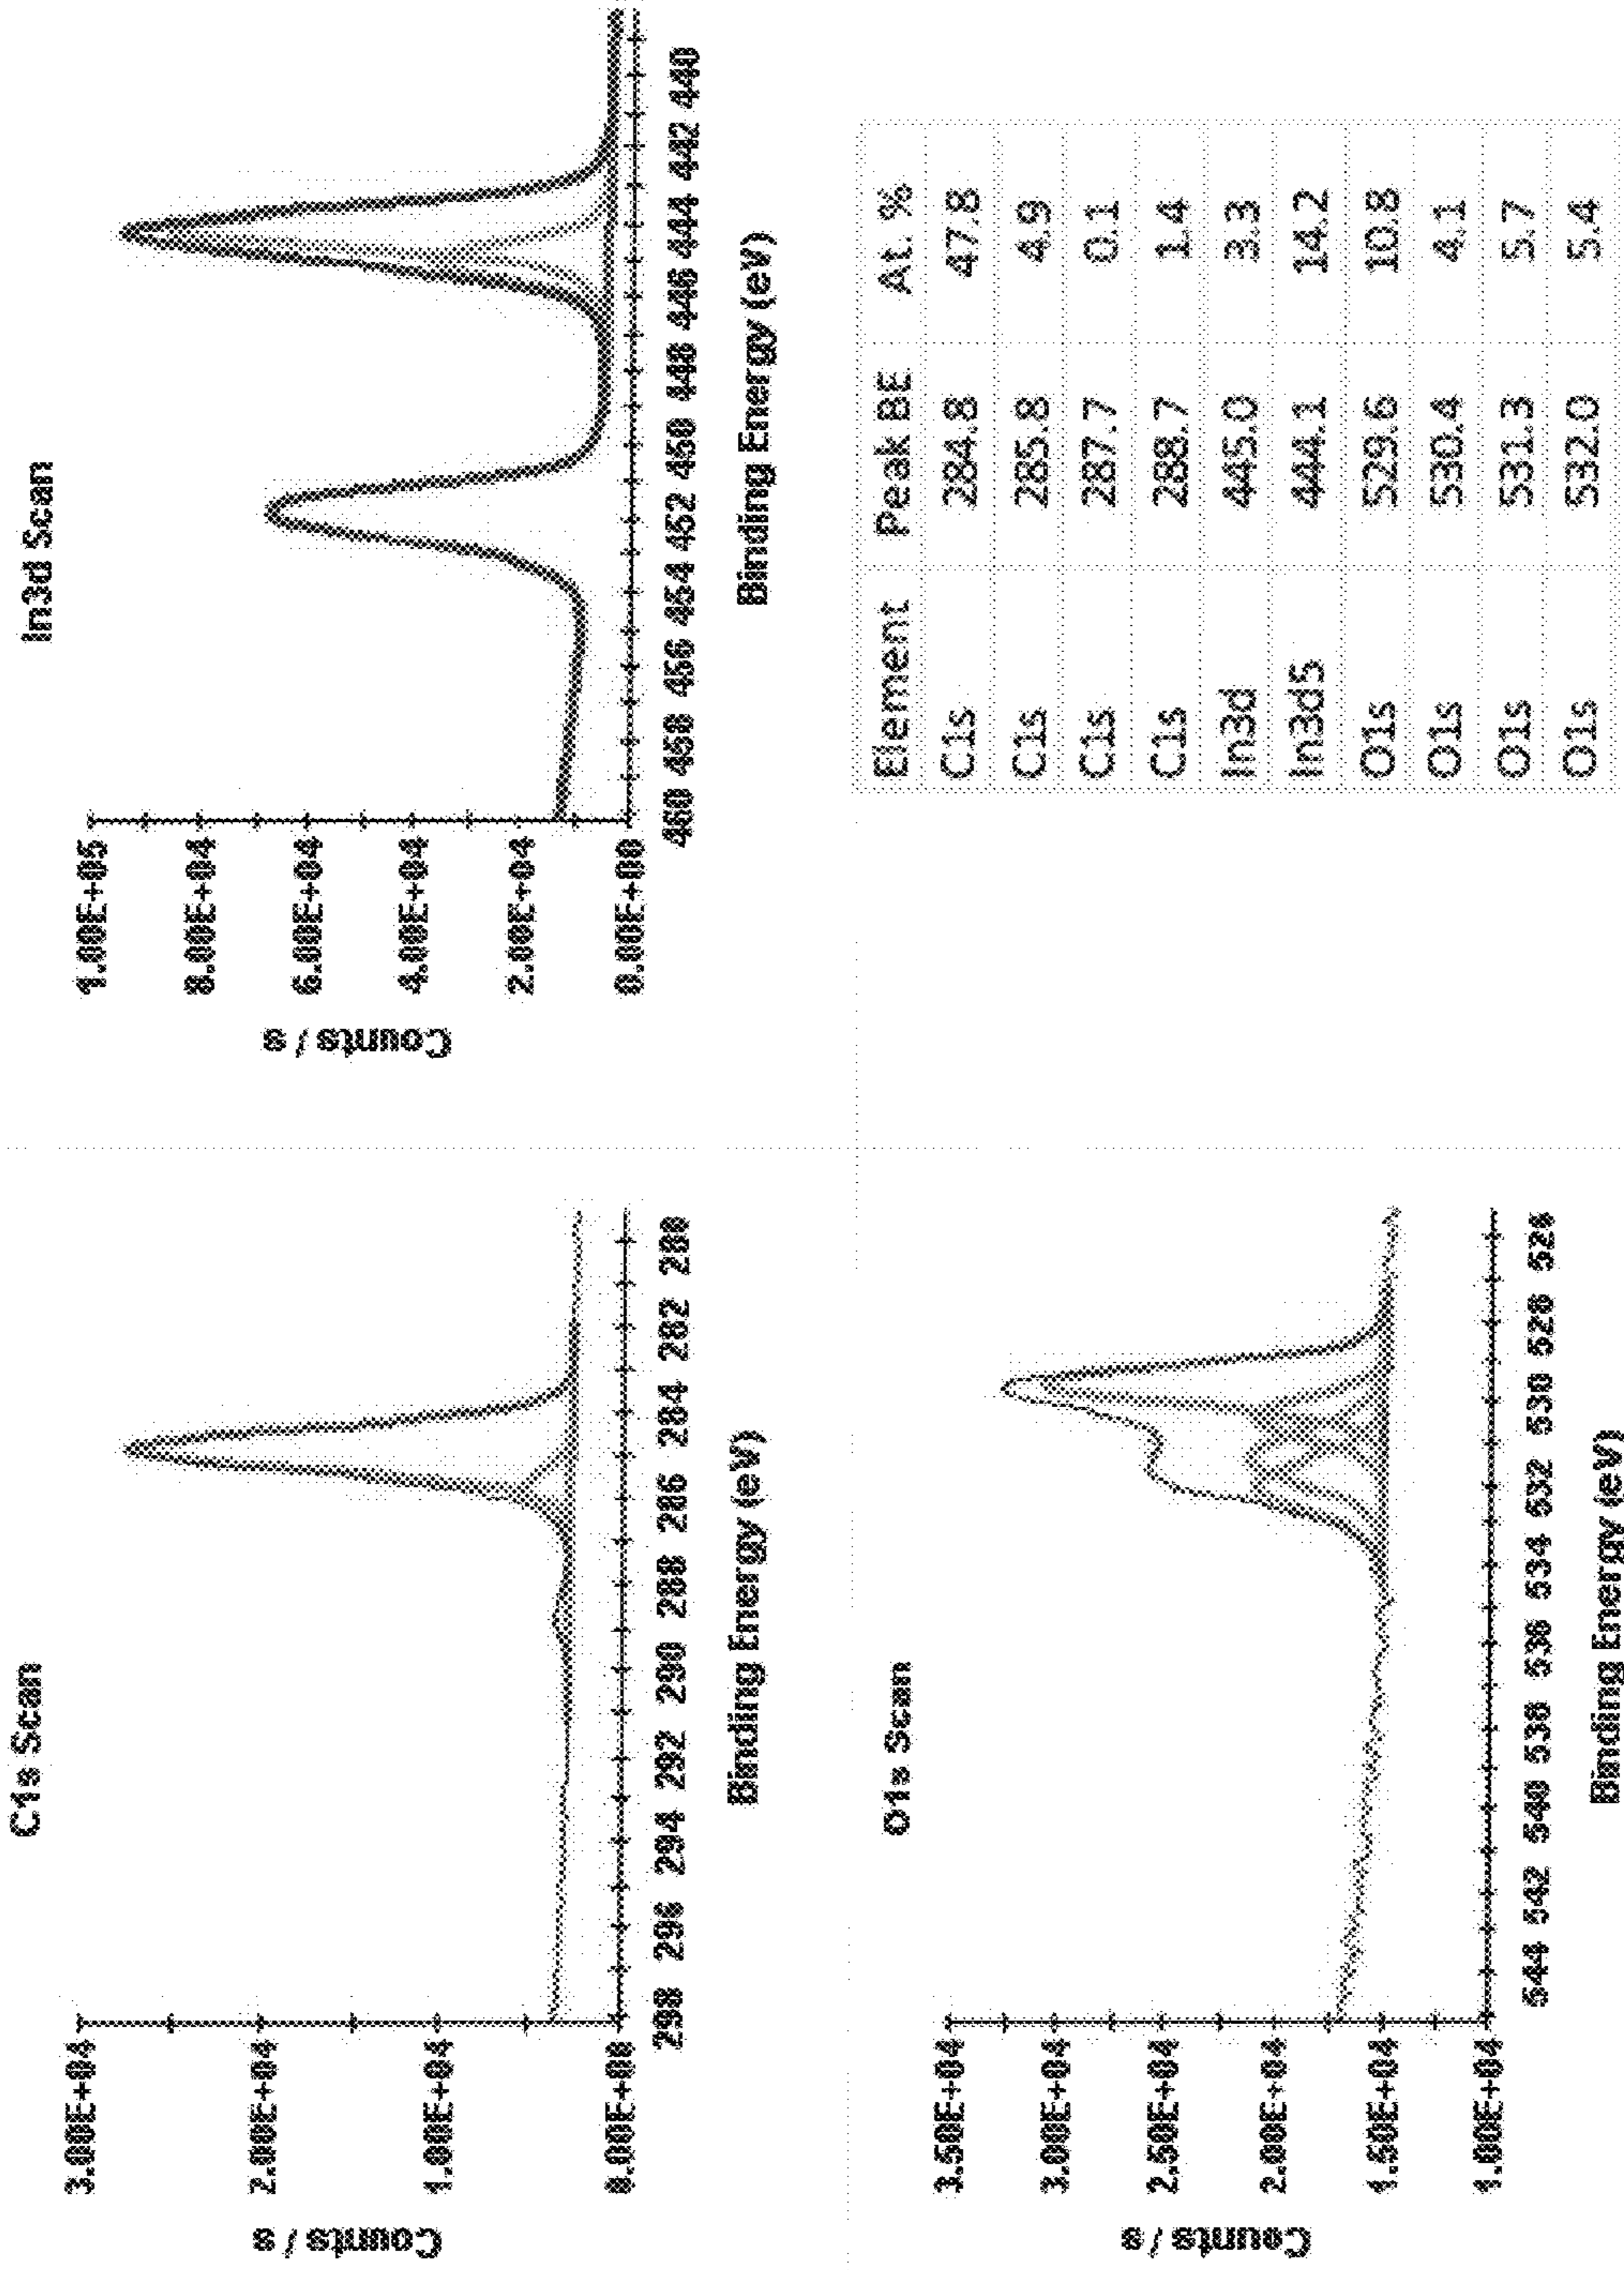 C1s Scan
Counts / s
3.00E+04
2.00E+04
1.00E+04
0.00E+00
298 296 294 292 290 288 286 284 282 280
Binding Energy (eV)
In3d Scan
Counts / s
1.00E+05
8.00E+04
6.00E+04
4.00E+04
2.00E+04
0.00E+00
460 458 456 454 452 450 448 446 444 442 440
Binding Energy (eV)
O1s Scan
Counts / s
3.50E+04
3.00E+04
2.50E+04
2.00E+04
1.50E+04
1.00E+04
544 542 540 538 536 534 532 530 528 526
Binding Energy (eV)
Element Peak BE At. %
C1s 284.8 47.8
C1s 285.8 4.9
C1s 287.7 0.1
C1s 288.7 1.4
In3d 445.0 3.3
In3d5 444.1 14.2
O1s 529.6 10.8
O1s 530.4 4.1
O1s 531.3 5.7
O1s 532.0 5.4